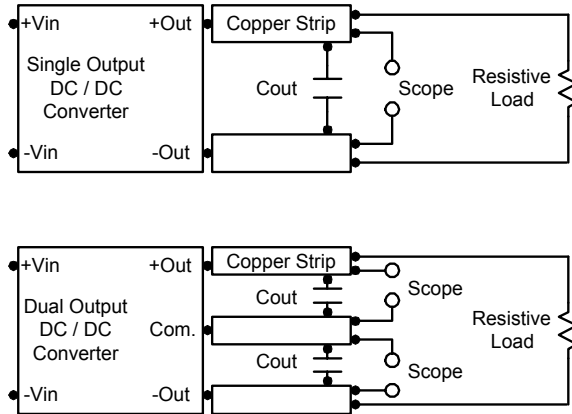 +Vin
+Out
Copper Strip
Single Output
DC / DC
Converter
Cout
Scope
Resistive
Load
-Vin
-Out
+Vin
+Out
Copper Strip
Cout
Scope
Dual Output
DC / DC
Converter
Com.
Resistive
Load
Cout
Scope
-Vin
-Out